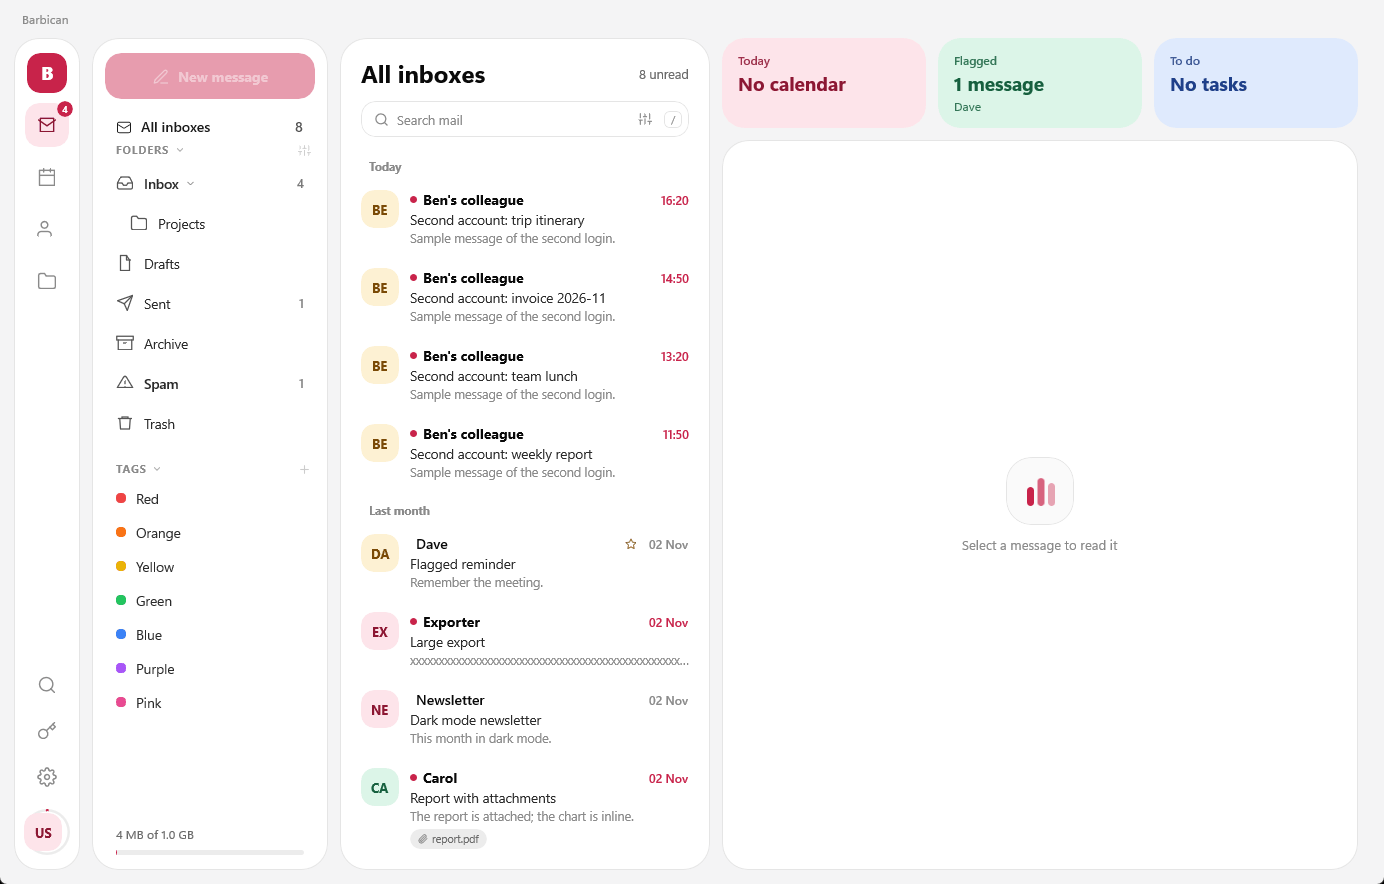 Barbican
B
4
US
New message
All inboxes 8
FOLDERS
Inbox 4
Projects
Drafts
Sent 1
Archive
Spam 1
Trash
TAGS
Red
Orange
Yellow
Green
Blue
Purple
Pink
4 MB of 1.0 GB
All inboxes 8 unread
Search mail /
Today
BE Ben's colleague 16:20
Second account: trip itinerary
Sample message of the second login.
BE Ben's colleague 14:50
Second account: invoice 2026-11
Sample message of the second login.
BE Ben's colleague 13:20
Second account: team lunch
Sample message of the second login.
BE Ben's colleague 11:50
Second account: weekly report
Sample message of the second login.
Last month
DA Dave 02 Nov
Flagged reminder
Remember the meeting.
EX Exporter 02 Nov
Large export
NE Newsletter 02 Nov
Dark mode newsletter
This month in dark mode.
CA Carol 02 Nov
Report with attachments
The report is attached; the chart is inline.
report.pdf
Today
No calendar
Flagged
1 message
Dave
To do
No tasks
Select a message to read it